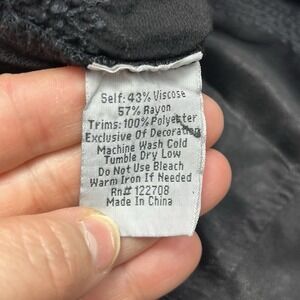 Self: 43% Viscose
57% Rayon
Trims: 100% Polyester
Exclusive Of Decoration
Machine Wash Cold
Tumble Dry Low
Do Not Use Bleach
Warm Iron If Needed
Rn# 122708
Made In China